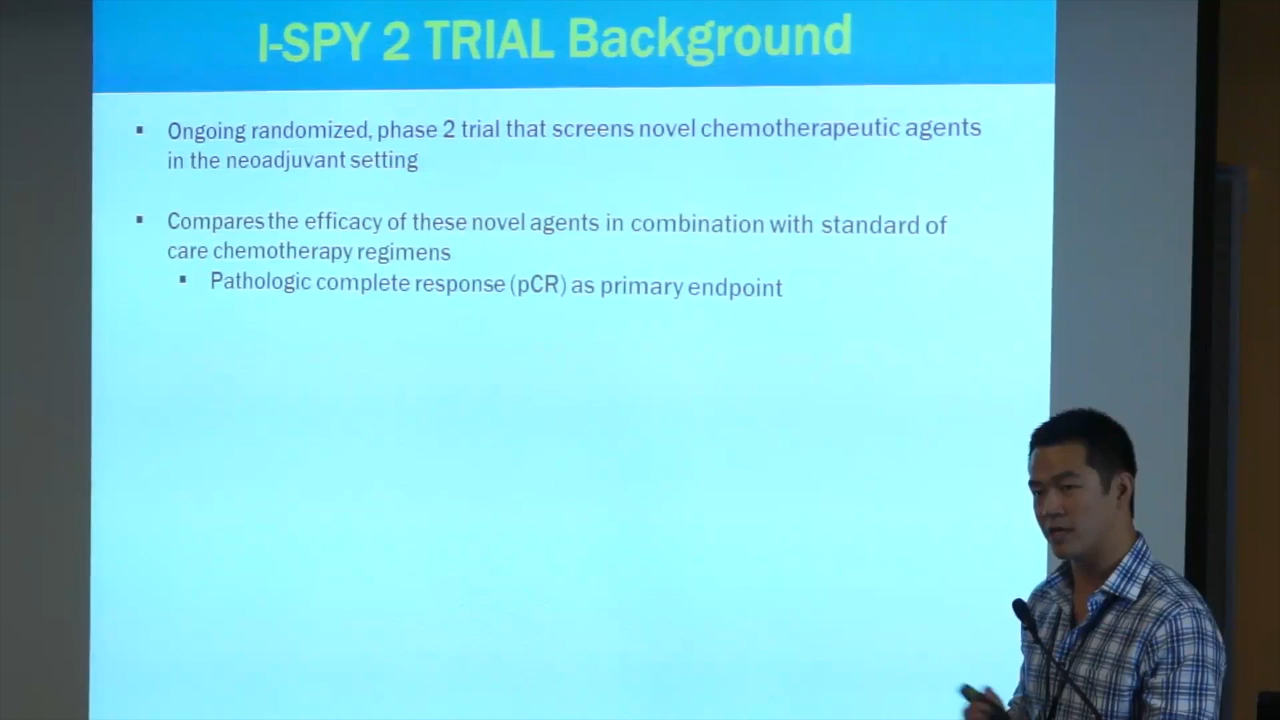 I-SPY 2 TRIAL Background
▪ Ongoing randomized, phase 2 trial that screens novel chemotherapeutic agents
in the neoadjuvant setting
▪ Compares the efficacy of these novel agents in combination with standard of
care chemotherapy regimens
▪ Pathologic complete response (pCR) as primary endpoint